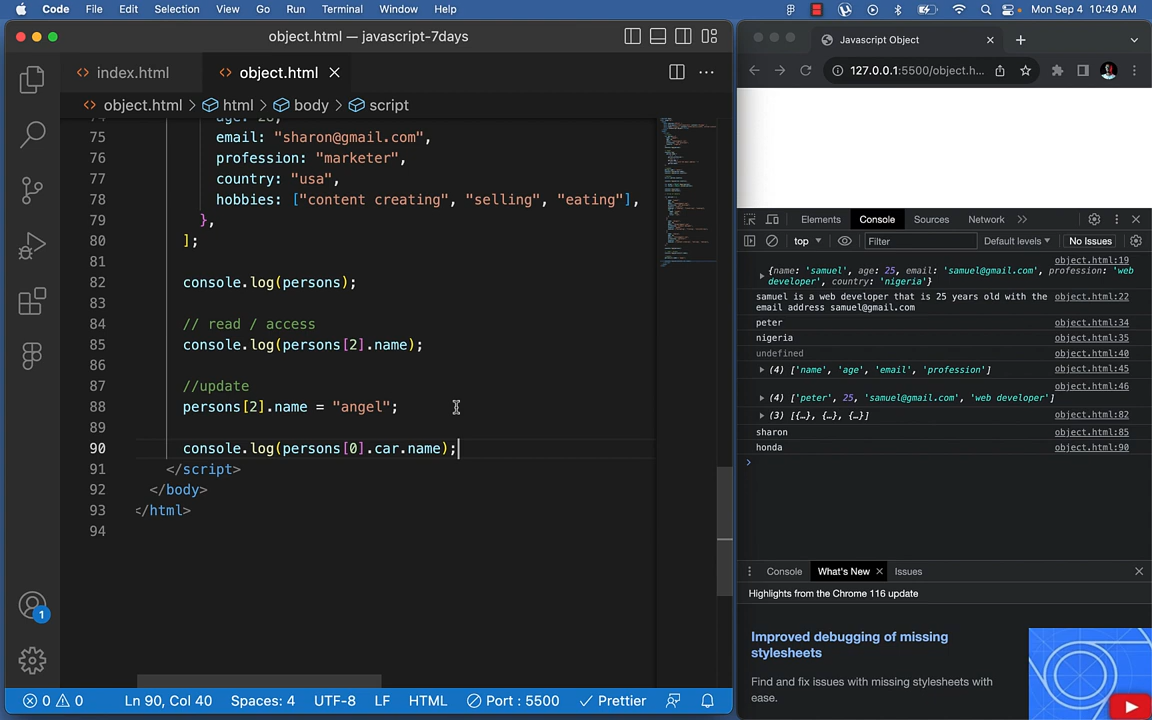 Code File Edit Selection View Go Run Terminal Window Help Mon Sep 4 10:49 AM
object.html — javascript-7days
index.html
object.html
object.html > html > body > script
75 email: "sharon@gmail.com",
76 profession: "marketer",
77 country: "usa",
78 hobbies: ["content creating", "selling", "eating"],
79 },
80 ];
81
82 console.log(persons);
83
84 // read / access
85 console.log(persons[2].name);
86
87 //update
88 persons[2].name = "angel";
89
90 console.log(persons[0].car.name);
91 </script>
92 </body>
93 </html>
94
1
0 0 Ln 90, Col 40 Spaces: 4 UTF-8 LF HTML Port : 5500 Prettier
Javascript Object
127.0.0.1:5500/object.h...
Elements Console Sources Network
top Filter Default levels No Issues
object.html:19
{name: 'samuel', age: 25, email: 'samuel@gmail.com', profession: 'web
developer', country: 'nigeria'}
samuel is a web developer that is 25 years old with the object.html:22
email address samuel@gmail.com
peter object.html:34
nigeria object.html:35
undefined object.html:40
(4) ['name', 'age', 'email', 'profession'] object.html:45
object.html:46
(4) ['peter', 25, 'samuel@gmail.com', 'web developer']
(3) [{…}, {…}, {…}] object.html:82
sharon object.html:85
honda object.html:90
Console What's New Issues
Highlights from the Chrome 116 update
Improved debugging of missing
stylesheets
Find and fix issues with missing stylesheets with
ease.